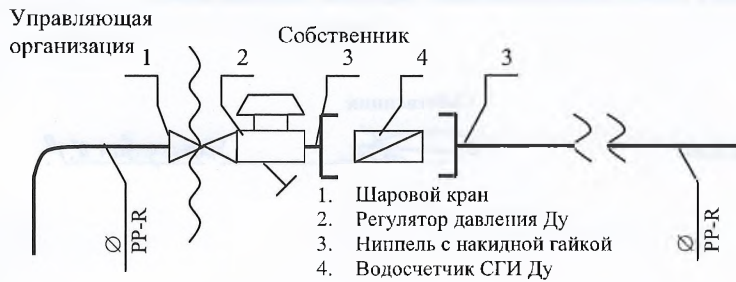 Управляющая
организация
Собственник
1 2 3 4 3
1. Шаровой кран
2. Регулятор давления Ду
3. Ниппель с накидной гайкой
4. Водосчетчик СГИ Ду
Ø PP-R
Ø PP-R